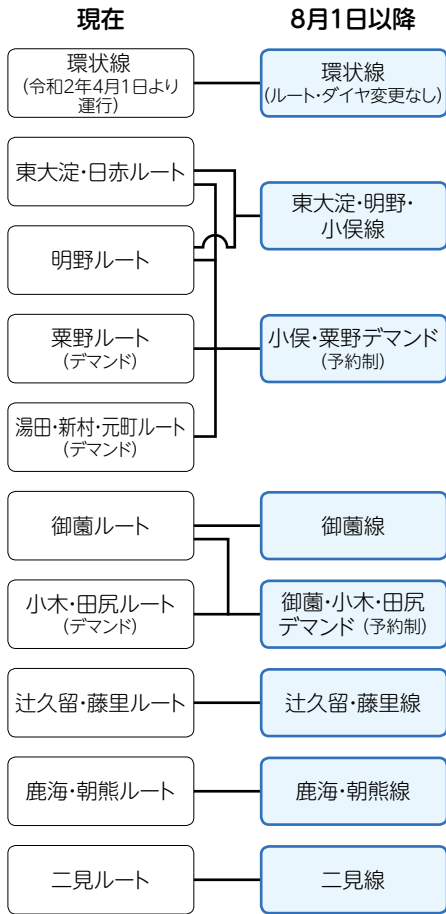 現在
8月1日以降
環状線
(令和2年4月1日より
運行)
環状線
(ルート・ダイヤ変更なし)
東大淀・日赤ルート
東大淀・明野・
小俣線
明野ルート
粟野ルート
(デマンド)
小俣・粟野デマンド
(予約制)
湯田・新村・元町ルート
(デマンド)
御薗ルート
御薗線
小木・田尻ルート
(デマンド)
御薗・小木・田尻
デマンド(予約制)
辻久留・藤里ルート
辻久留・藤里線
鹿海・朝熊ルート
鹿海・朝熊線
二見ルート
二見線